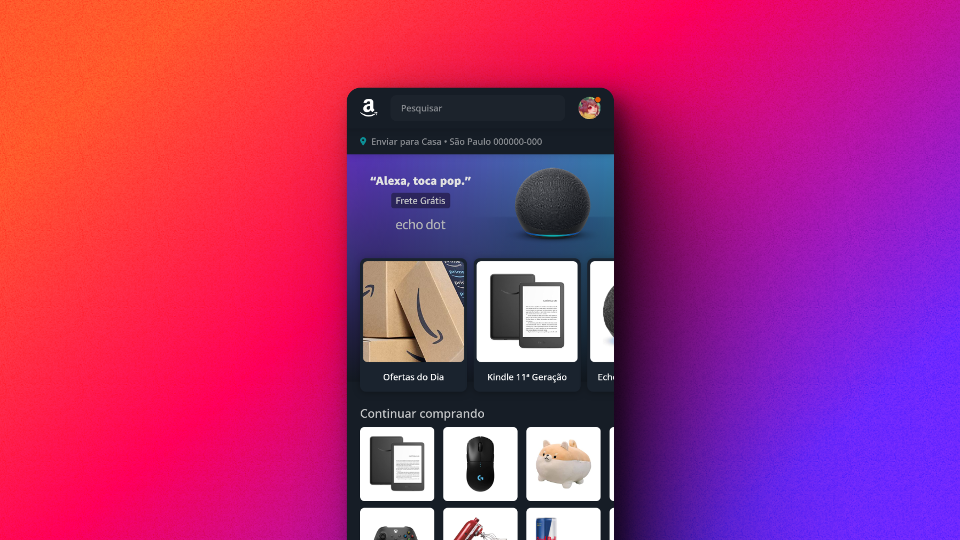 a
Pesquisar
Enviar para Casa • São Paulo 000000-000
“Alexa, toca pop.”
Frete Grátis
echo dot
Ofertas do Dia
Kindle 11ª Geração
Continuar comprando
G